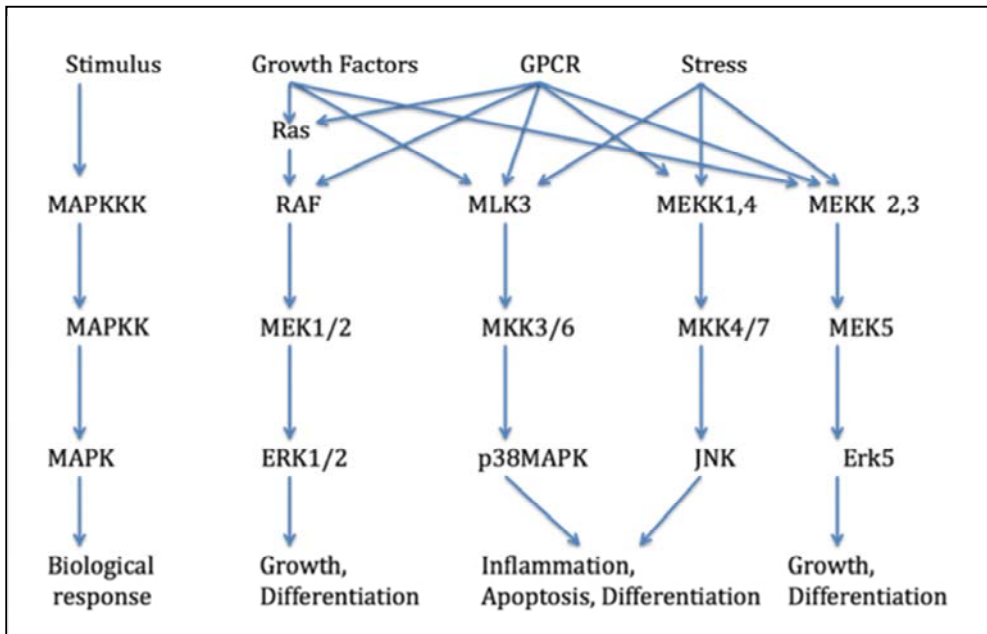 Stimulus Growth Factors GPCR Stress
Ras
MAPKKK RAF MLK3 MEKK1,4 MEKK 2,3
MAPKK MEK1/2 MKK3/6 MKK4/7 MEK5
MAPK ERK1/2 p38MAPK JNK Erk5
Biological Growth, Inflammation, Growth,
response Differentiation Apoptosis, Differentiation Differentiation